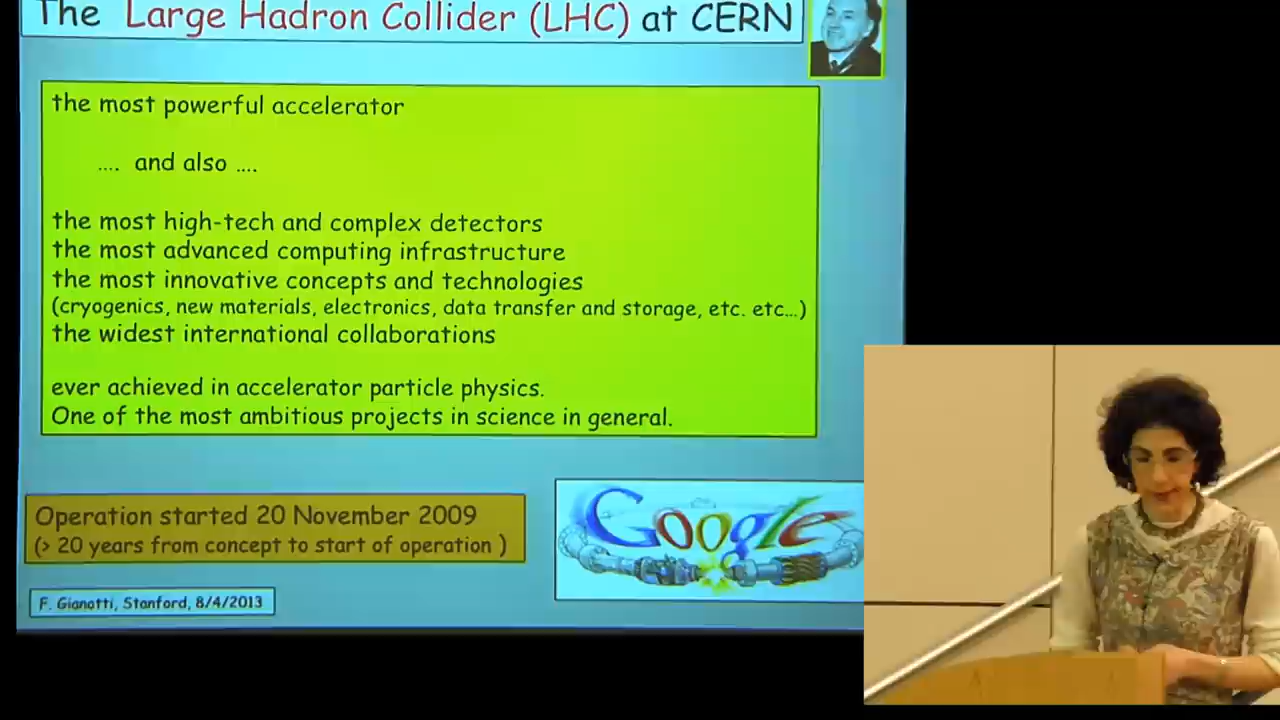 The Large Hadron Collider (LHC) at CERN
the most powerful accelerator
.... and also ....
the most high-tech and complex detectors
the most advanced computing infrastructure
the most innovative concepts and technologies
(cryogenics, new materials, electronics, data transfer and storage, etc. etc...)
the widest international collaborations
ever achieved in accelerator particle physics.
One of the most ambitious projects in science in general.
Operation started 20 November 2009
(> 20 years from concept to start of operation )
Google
F. Gianotti, Stanford, 8/4/2013